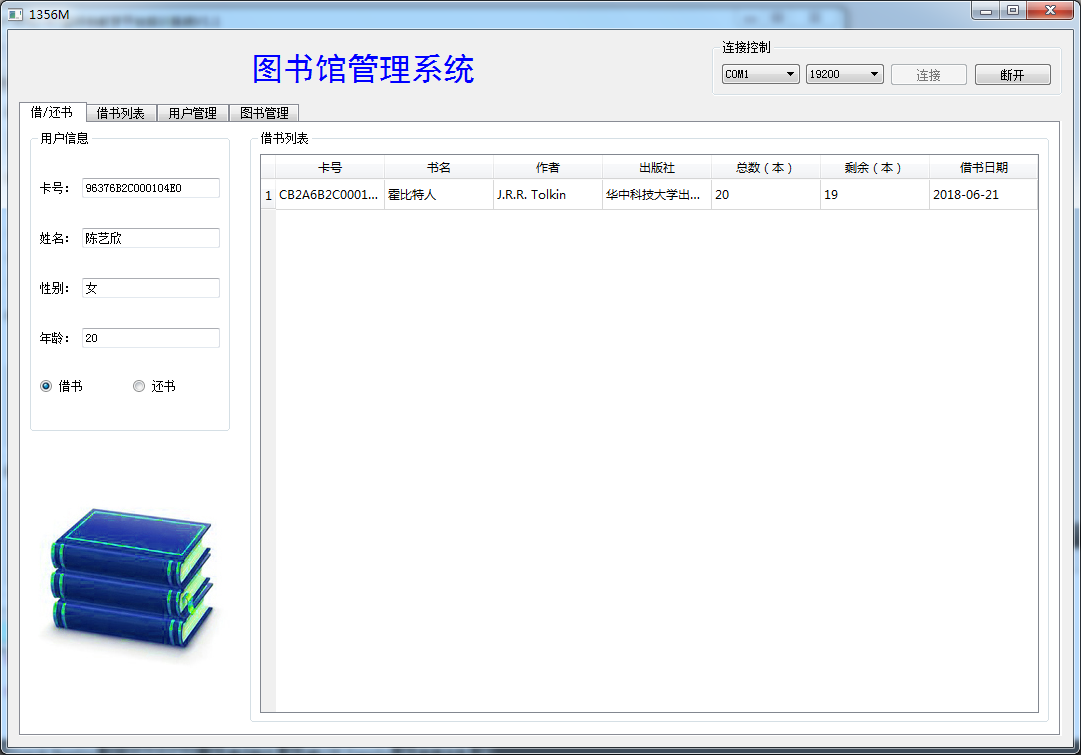 1356M
图书馆管理系统
连接控制
COM1 19200 连接 断开
借/还书 借书列表 用户管理 图书管理
用户信息
卡号: 96376B2C000104E0
姓名: 陈艺欣
性别: 女
年龄: 20
借书 还书
借书列表
卡号 书名 作者 出版社 总数（本） 剩余（本） 借书日期
1 CB2A6B2C0001... 霍比特人 J.R.R. Tolkin 华中科技大学出... 20 19 2018-06-21